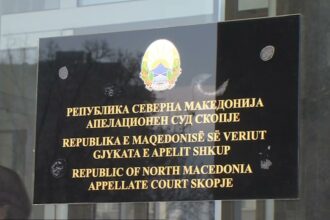 РЕПУБЛИКА СЕВЕРНА МАКЕДОНИЈА
АПЕЛАЦИОНЕН СУД СКОПЈЕ
REPUBLIKA E MAQEDONISË SË VERIUT
GJYKATA E APELIT SHKUP
REPUBLIC OF NORTH MACEDONIA
APPELLATE COURT SKOPJE